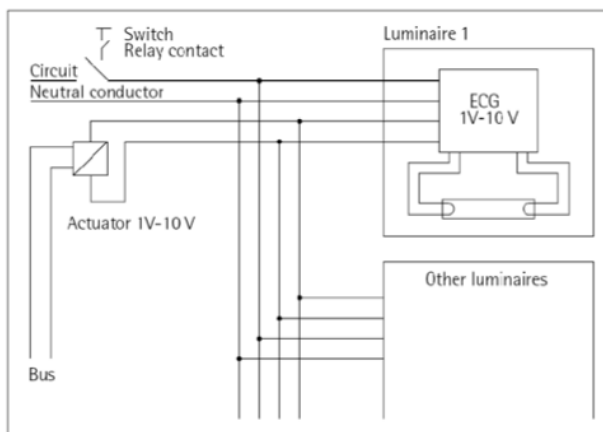 Switch
Relay contact
Luminaire 1
Circuit
Neutral conductor
ECG
1V-10 V
Actuator 1V-10 V
Other luminaires
Bus